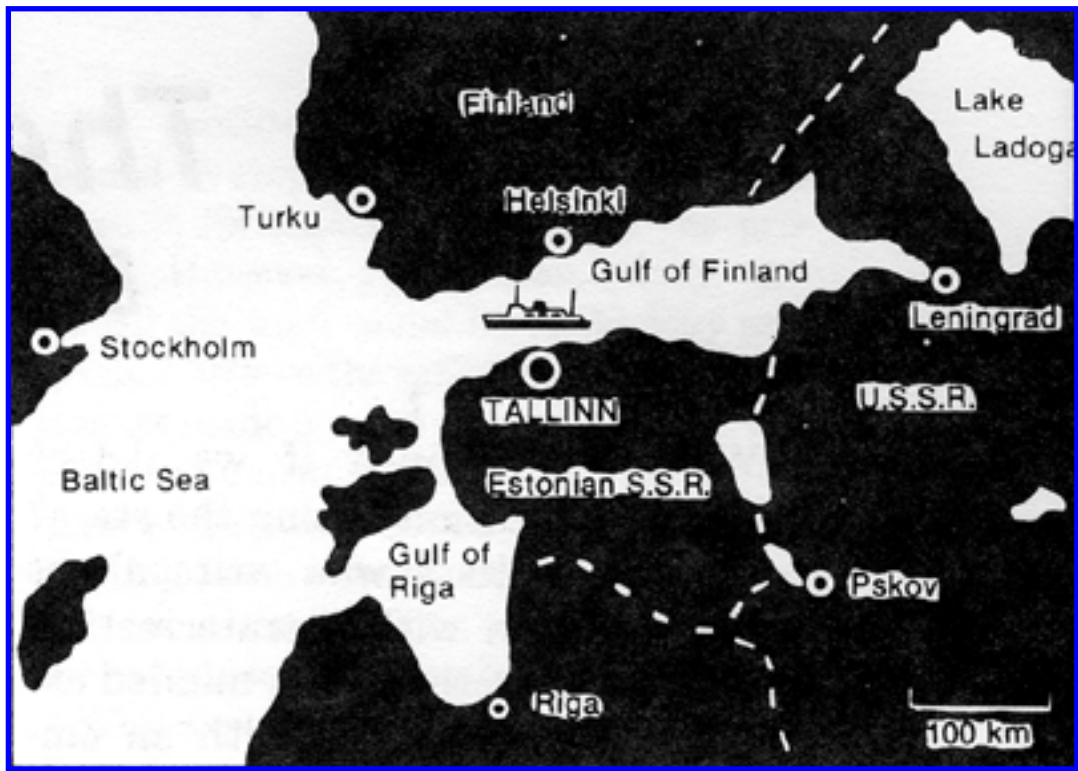 Finland
Lake
Ladoga
Helsinki
Turku
Gulf of Finland
Leningrad
Stockholm
TALLINN
U.S.S.R.
Baltic Sea
Estonian S.S.R.
Gulf of
Riga
Pskov
Riga
100 km